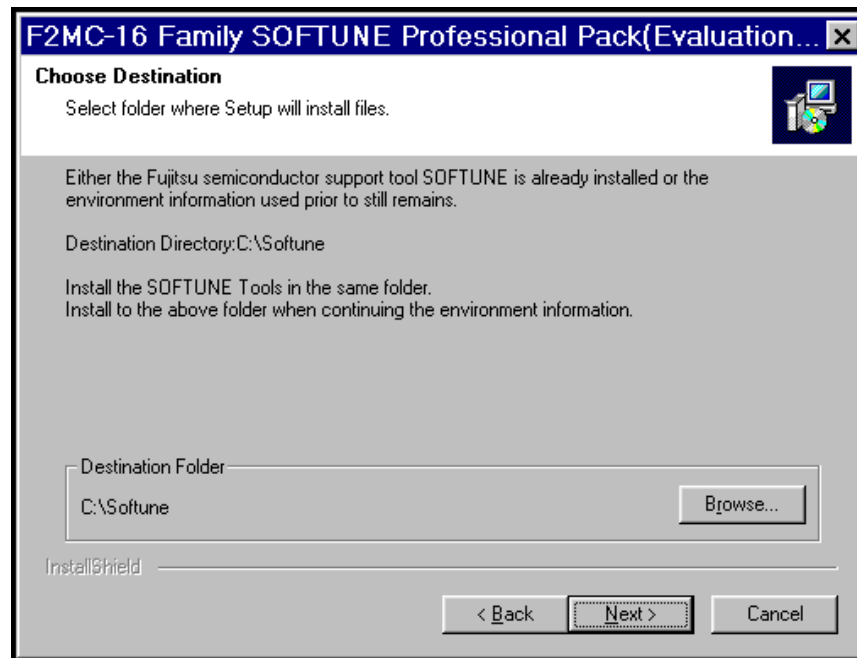 F2MC-16 Family SOFTUNE Professional Pack(Evaluation...
Choose Destination
Select folder where Setup will install files.
Either the Fujitsu semiconductor support tool SOFTUNE is already installed or the
environment information used prior to still remains.
Destination Directory:C:\Softune
Install the SOFTUNE Tools in the same folder.
Install to the above folder when continuing the environment information.
Destination Folder
C:\Softune
Browse...
InstallShield
< Back
Next >
Cancel